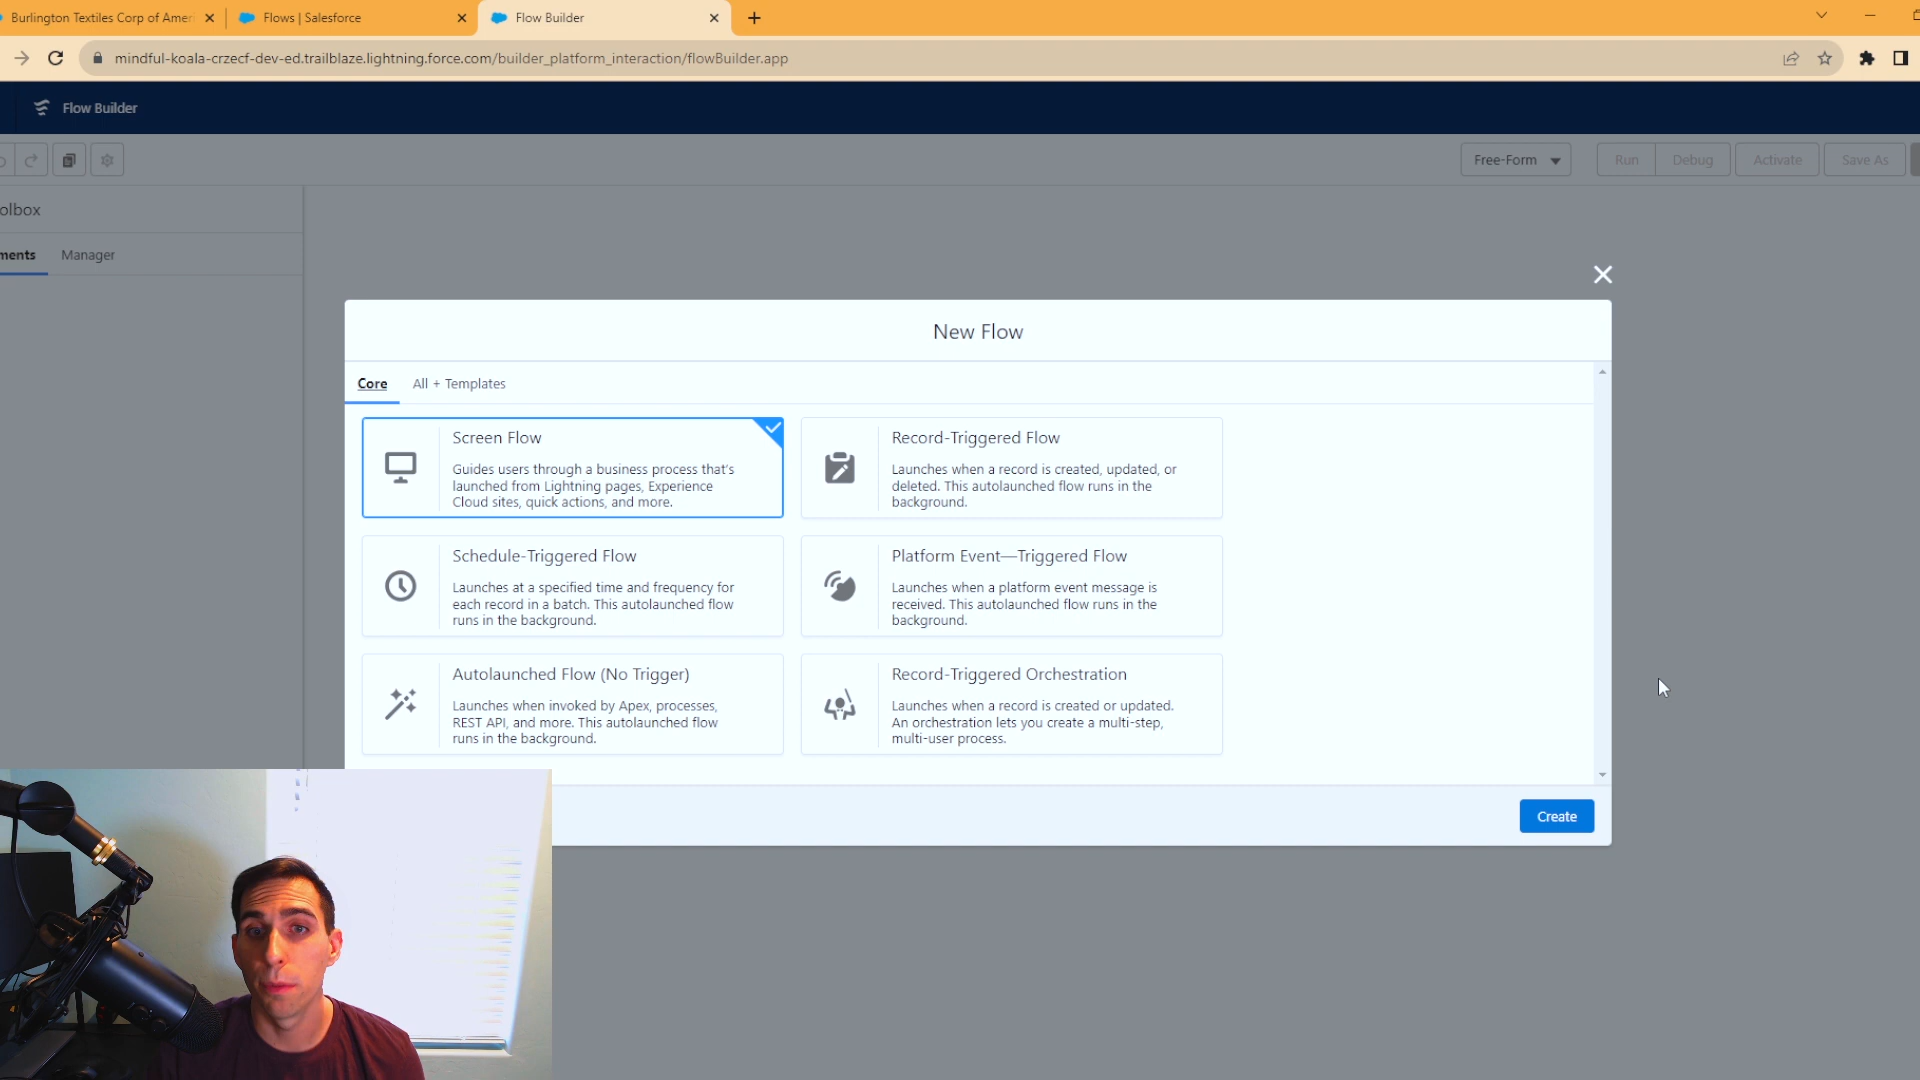 Burlington Textiles Corp of Amer
Flows | Salesforce
Flow Builder
mindful-koala-crzecf-dev-ed.trailblaze.lightning.force.com/builder_platform_interaction/flowBuilder.app
Flow Builder
Free-Form
Run
Debug
Activate
Save As
olbox
ments
Manager
New Flow
Core
All + Templates
Screen Flow
Guides users through a business process that's
launched from Lightning pages, Experience
Cloud sites, quick actions, and more.
Record-Triggered Flow
Launches when a record is created, updated, or
deleted. This autolaunched flow runs in the
background.
Schedule-Triggered Flow
Launches at a specified time and frequency for
each record in a batch. This autolaunched flow
runs in the background.
Platform Event—Triggered Flow
Launches when a platform event message is
received. This autolaunched flow runs in the
background.
Autolaunched Flow (No Trigger)
Launches when invoked by Apex, processes,
REST API, and more. This autolaunched flow
runs in the background.
Record-Triggered Orchestration
Launches when a record is created or updated.
An orchestration lets you create a multi-step,
multi-user process.
Create